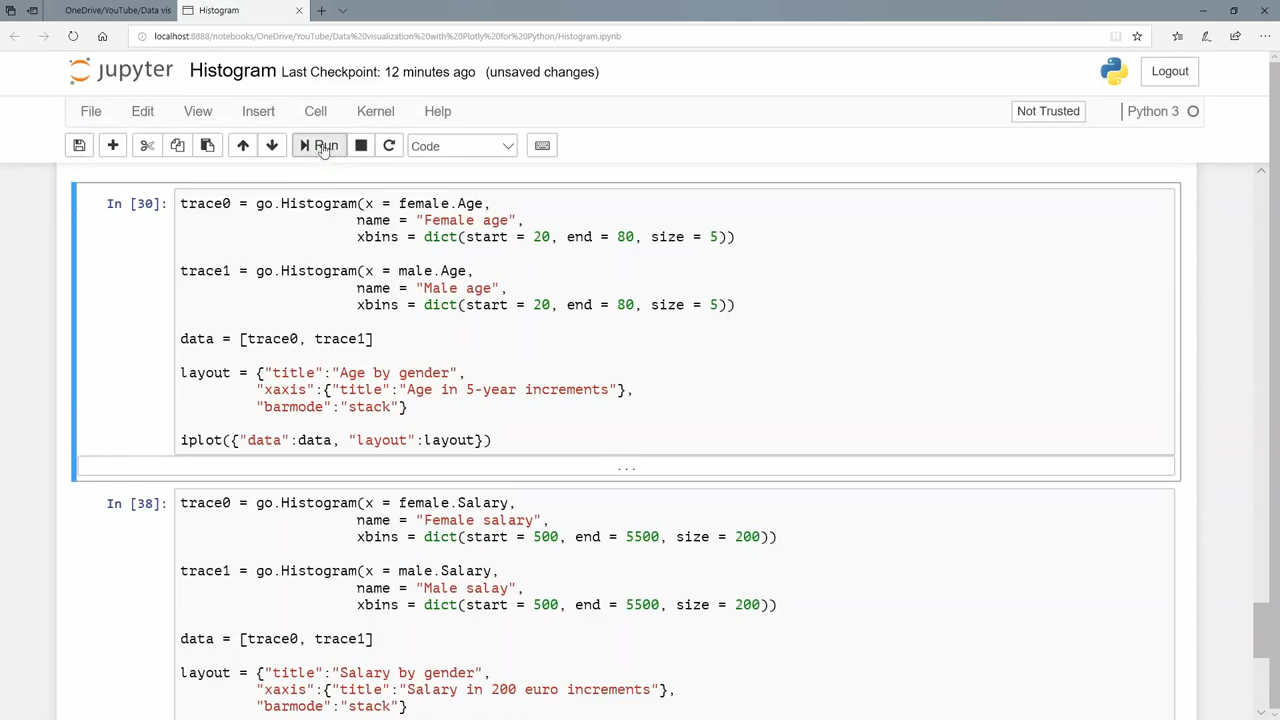 OneDrive/YouTube/Data vis
Histogram
localhost:8888/notebooks/OneDrive/YouTube/Data%20visualization%20with%20Plotly%20for%20Python/Histogram.ipynb
jupyter Histogram Last Checkpoint: 12 minutes ago (unsaved changes)
Logout
File Edit View Insert Cell Kernel Help
Not Trusted
Python 3
Run
Code
In [30]:
trace0 = go.Histogram(x = female.Age,
name = "Female age",
xbins = dict(start = 20, end = 80, size = 5))
trace1 = go.Histogram(x = male.Age,
name = "Male age",
xbins = dict(start = 20, end = 80, size = 5))
data = [trace0, trace1]
layout = {"title":"Age by gender",
"xaxis":{"title":"Age in 5-year increments"},
"barmode":"stack"}
iplot({"data":data, "layout":layout})
...
In [38]:
trace0 = go.Histogram(x = female.Salary,
name = "Female salary",
xbins = dict(start = 500, end = 5500, size = 200))
trace1 = go.Histogram(x = male.Salary,
name = "Male salay",
xbins = dict(start = 500, end = 5500, size = 200))
data = [trace0, trace1]
layout = {"title":"Salary by gender",
"xaxis":{"title":"Salary in 200 euro increments"},
"barmode":"stack"}